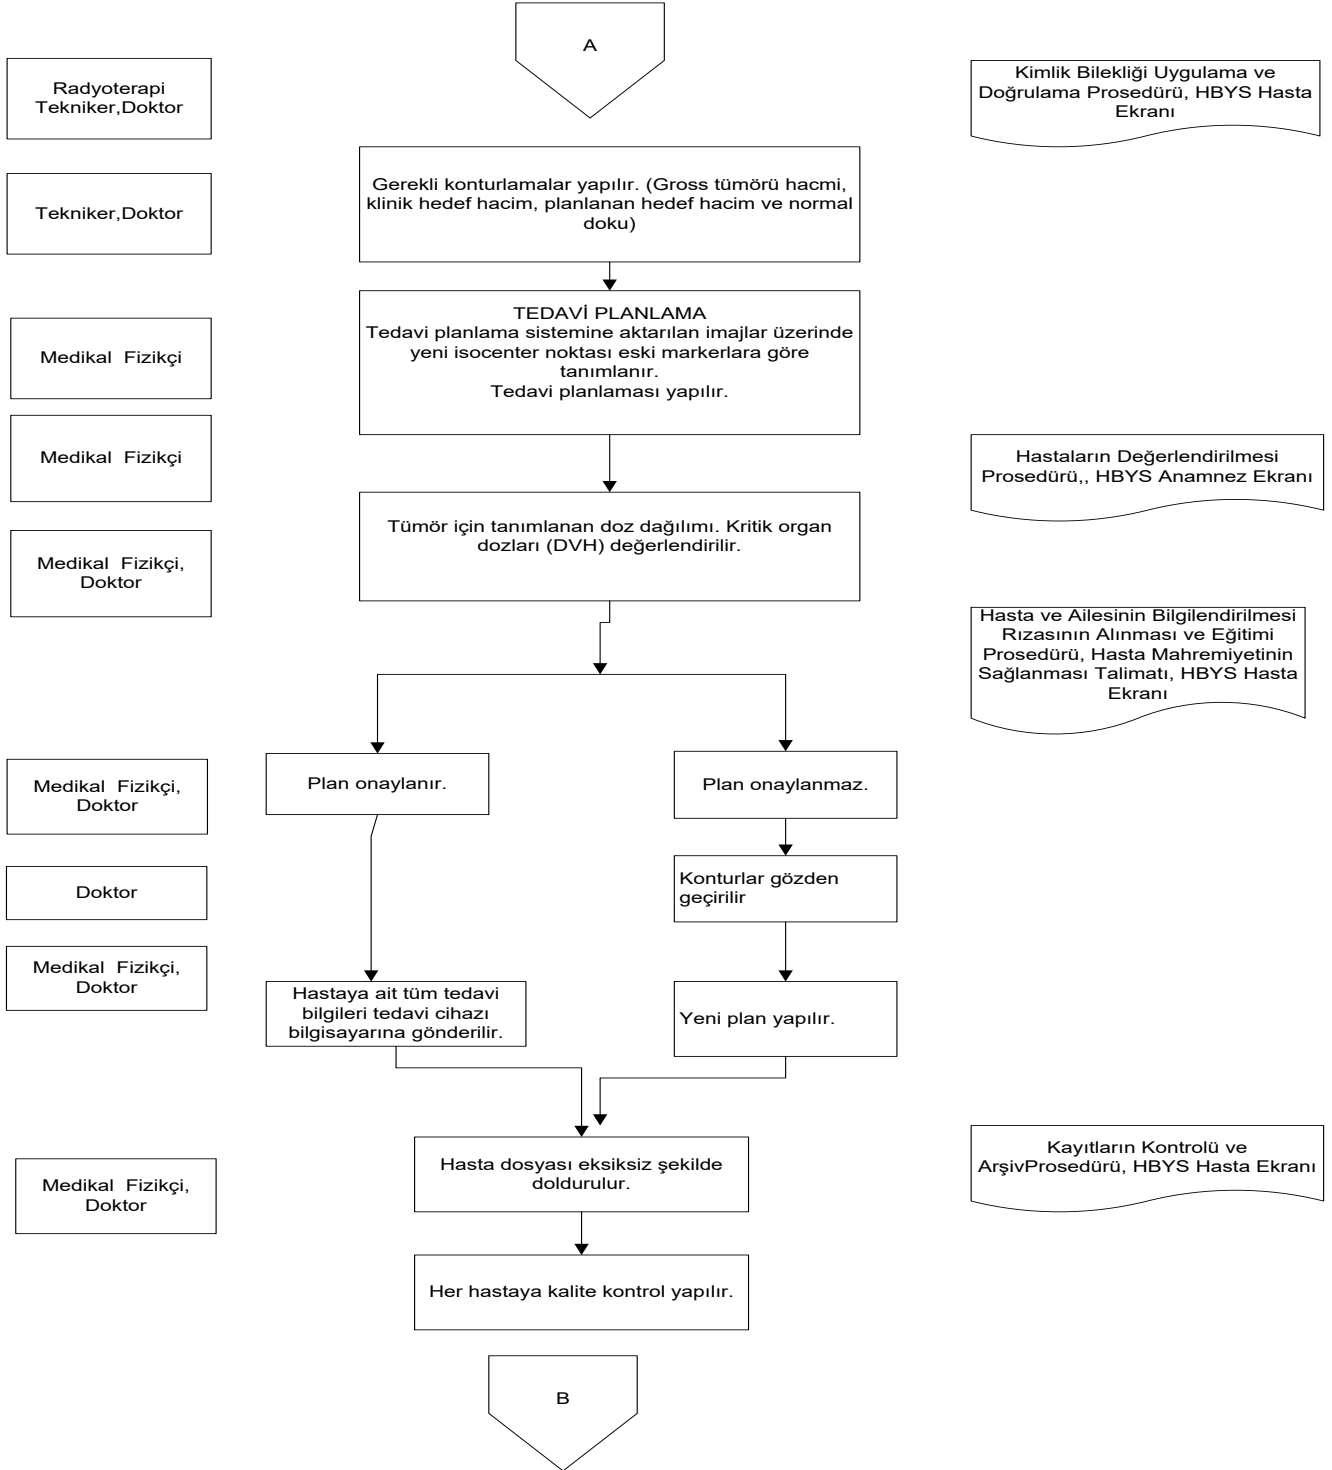 A
Radyoterapi
Tekniker,Doktor
Kimlik Bilekliği Uygulama ve
Doğrulama Prosedürü, HBYS Hasta
Ekranı
Gerekli konturlamalar yapılır. (Gross tümörü hacmi,
klinik hedef hacim, planlanan hedef hacim ve normal
doku)
Tekniker,Doktor
TEDAVİ PLANLAMA
Tedavi planlama sistemine aktarılan imajlar üzerinde
yeni isocenter noktası eski markerlara göre
tanımlanır.
Tedavi planlaması yapılır.
Medikal Fizikçi
Medikal Fizikçi
Hastaların Değerlendirilmesi
Prosedürü,, HBYS Anamnez Ekranı
Tümör için tanımlanan doz dağılımı. Kritik organ
dozları (DVH) değerlendirilir.
Medikal Fizikçi,
Doktor
Hasta ve Ailesinin Bilgilendirilmesi
Rızasının Alınması ve Eğitimi
Prosedürü, Hasta Mahremiyetinin
Sağlanması Talimatı, HBYS Hasta
Ekranı
Medikal Fizikçi,
Doktor
Plan onaylanır.
Plan onaylanmaz.
Doktor
Konturlar gözden
geçirilir
Medikal Fizikçi,
Doktor
Hastaya ait tüm tedavi
bilgileri tedavi cihazı
bilgisayarına gönderilir.
Yeni plan yapılır.
Hasta dosyası eksiksiz şekilde
doldurulur.
Kayıtların Kontrolü ve
ArşivProsedürü, HBYS Hasta Ekranı
Medikal Fizikçi,
Doktor
Her hastaya kalite kontrol yapılır.
B